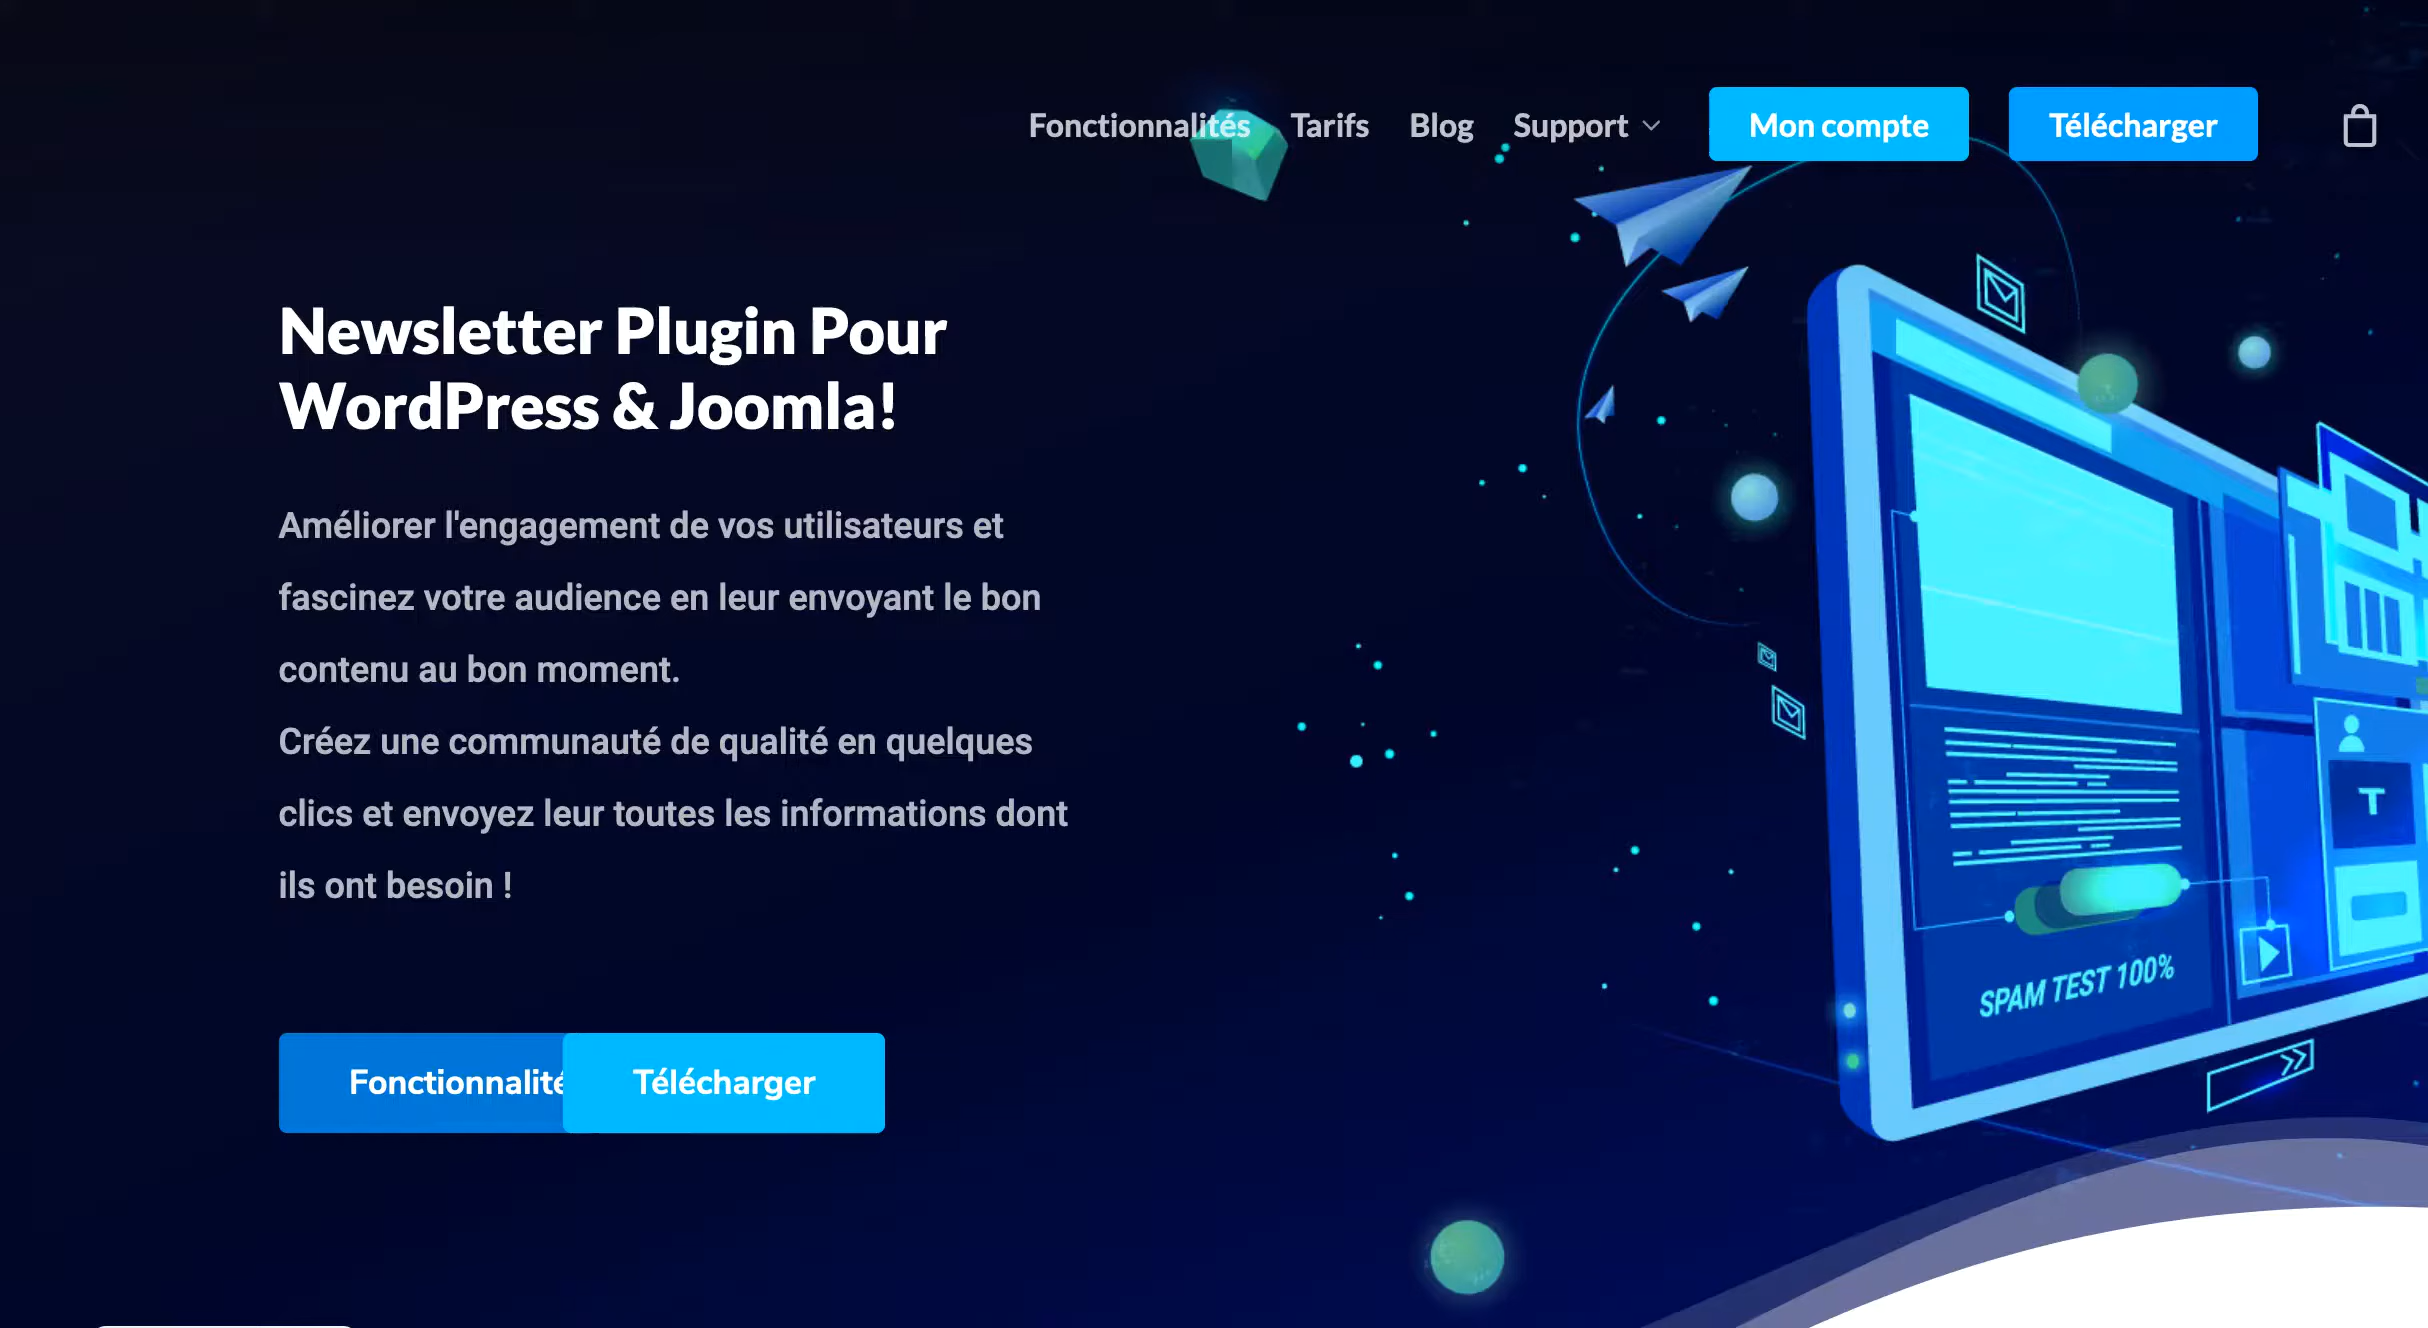 Fonctionnalités Tarifs Blog Support Mon compte Télécharger
Newsletter Plugin Pour
WordPress & Joomla!
Améliorer l'engagement de vos utilisateurs et
fascinez votre audience en leur envoyant le bon
contenu au bon moment.
Créez une communauté de qualité en quelques
clics et envoyez leur toutes les informations dont
ils ont besoin !
Fonctionnalité Télécharger
T
SPAM TEST 100%